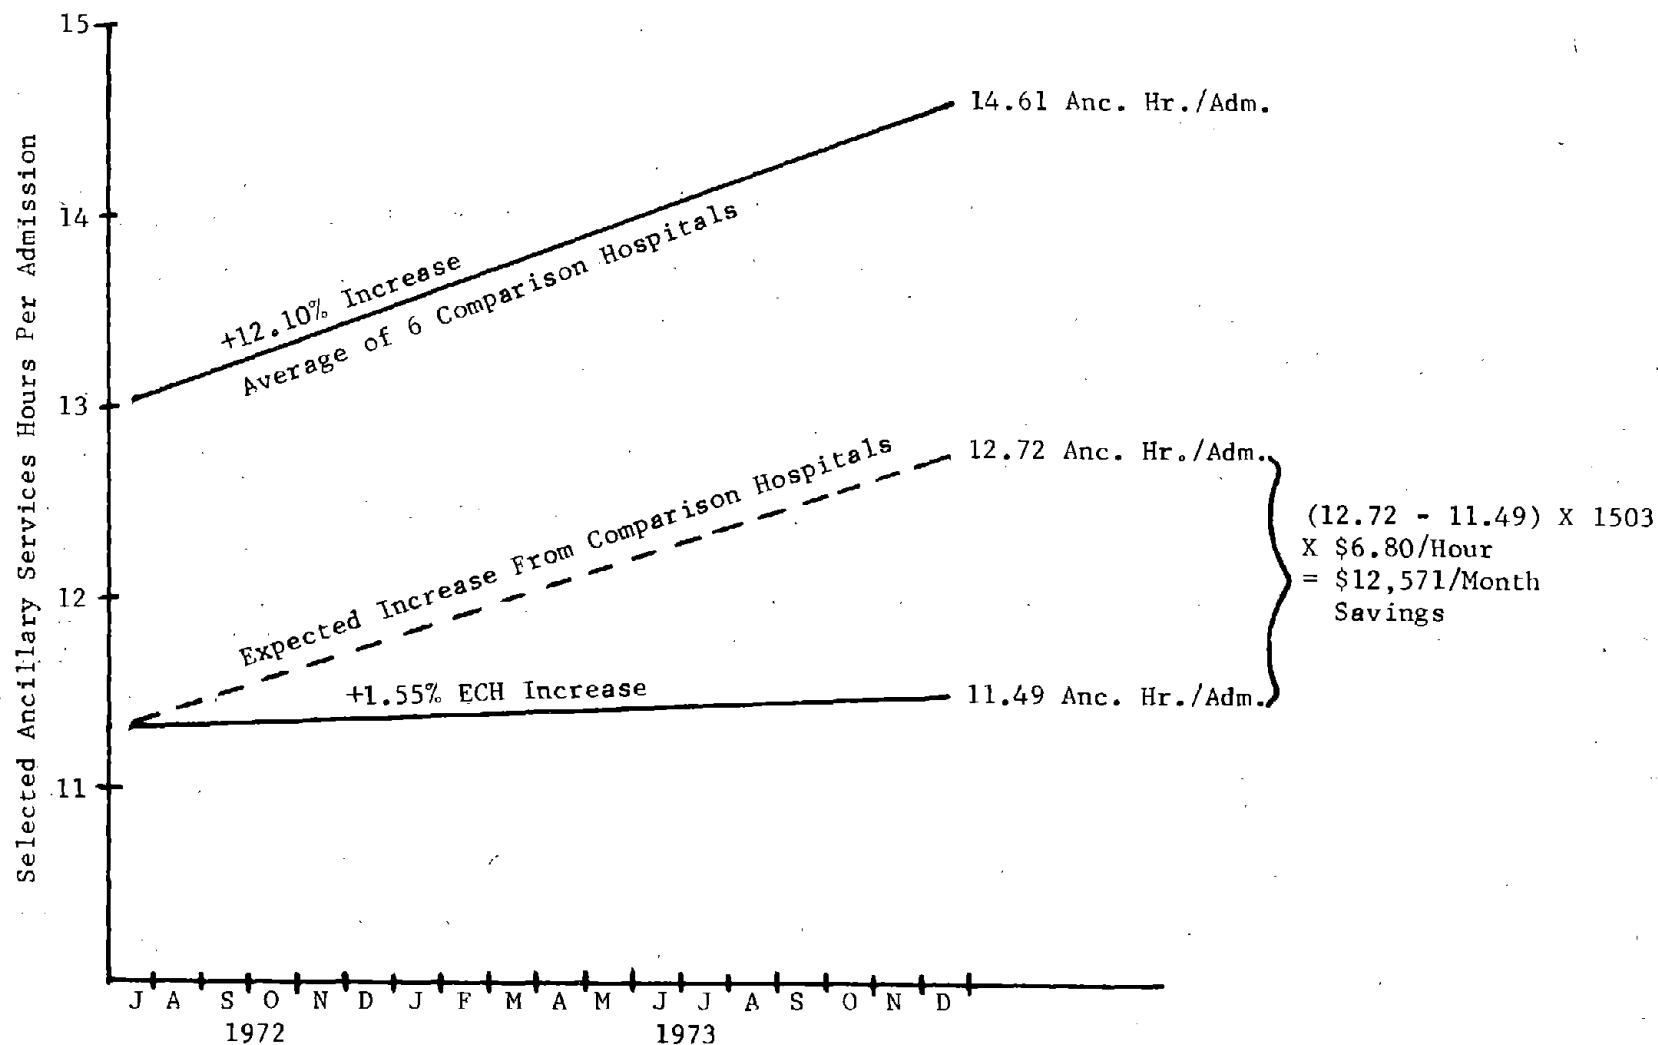 Selected Ancillary Services Hours Per Admission
15
14
13
12
11
14.61 Anc. Hr./Adm.
+12.10% Increase
Average of 6 Comparison Hospitals
12.72 Anc. Hr./Adm.
Expected Increase From Comparison Hospitals
(12.72 - 11.49) X 1503
X $6.80/Hour
= $12,571/Month
Savings
+1.55% ECH Increase
11.49 Anc. Hr./Adm.
J A S O N D J F M A M J J A S O N D
1972 1973